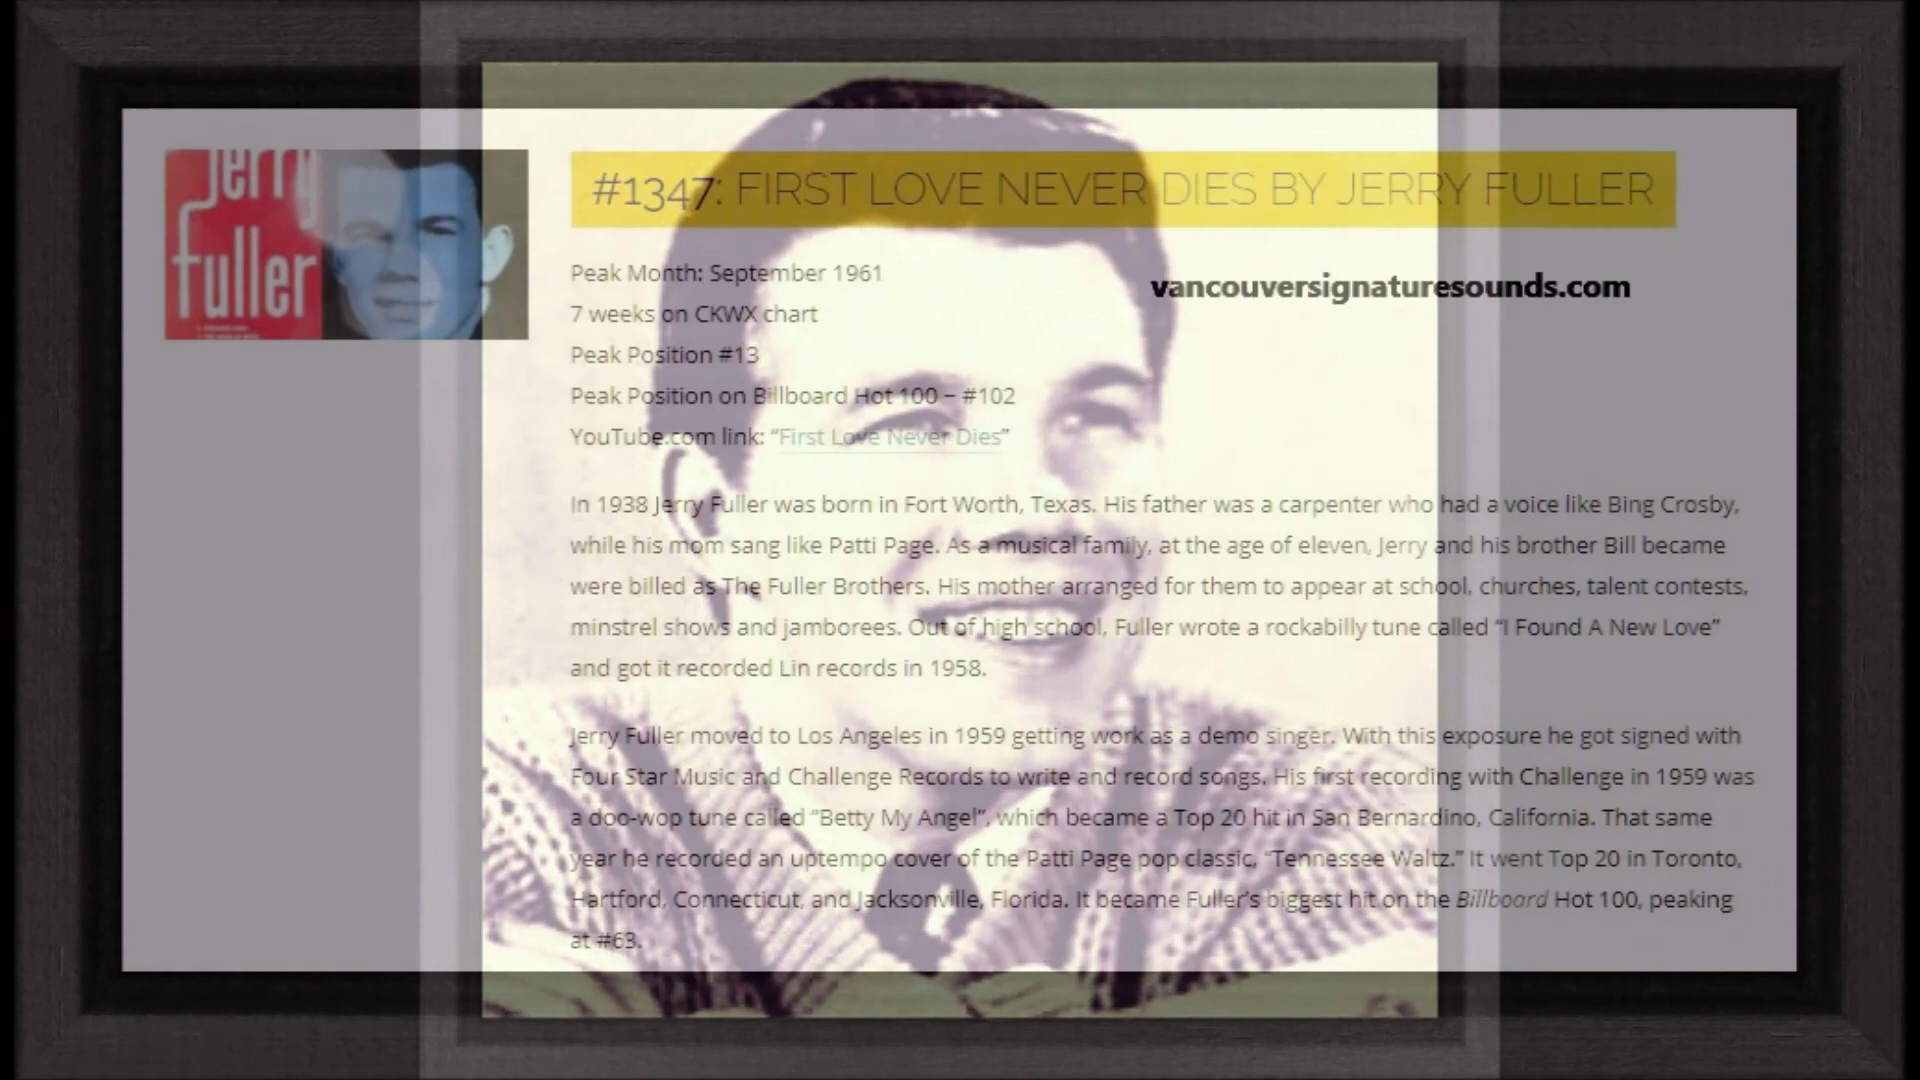 Jerry
fuller
#1347: FIRST LOVE NEVER DIES BY JERRY FULLER
Peak Month: September 1961
vancouversignaturesounds.com
7 weeks on CKWX chart
Peak Position #13
Peak Position on Billboard Hot 100 – #102
YouTube.com link: “First Love Never Dies”
In 1938 Jerry Fuller was born in Fort Worth, Texas. His father was a carpenter who had a voice like Bing Crosby,
while his mom sang like Patti Page. As a musical family, at the age of eleven, Jerry and his brother Bill became
were billed as The Fuller Brothers. His mother arranged for them to appear at school, churches, talent contests,
minstrel shows and jamborees. Out of high school, Fuller wrote a rockabilly tune called “I Found A New Love”
and got it recorded Lin records in 1958.
Jerry Fuller moved to Los Angeles in 1959 getting work as a demo singer. With this exposure he got signed with
Four Star Music and Challenge Records to write and record songs. His first recording with Challenge in 1959 was
a doo-wop tune called “Betty My Angel”, which became a Top 20 hit in San Bernardino, California. That same
year he recorded an uptempo cover of the Patti Page pop classic, “Tennessee Waltz.” It went Top 20 in Toronto,
Hartford, Connecticut, and Jacksonville, Florida. It became Fuller’s biggest hit on the Billboard Hot 100, peaking
at #63.